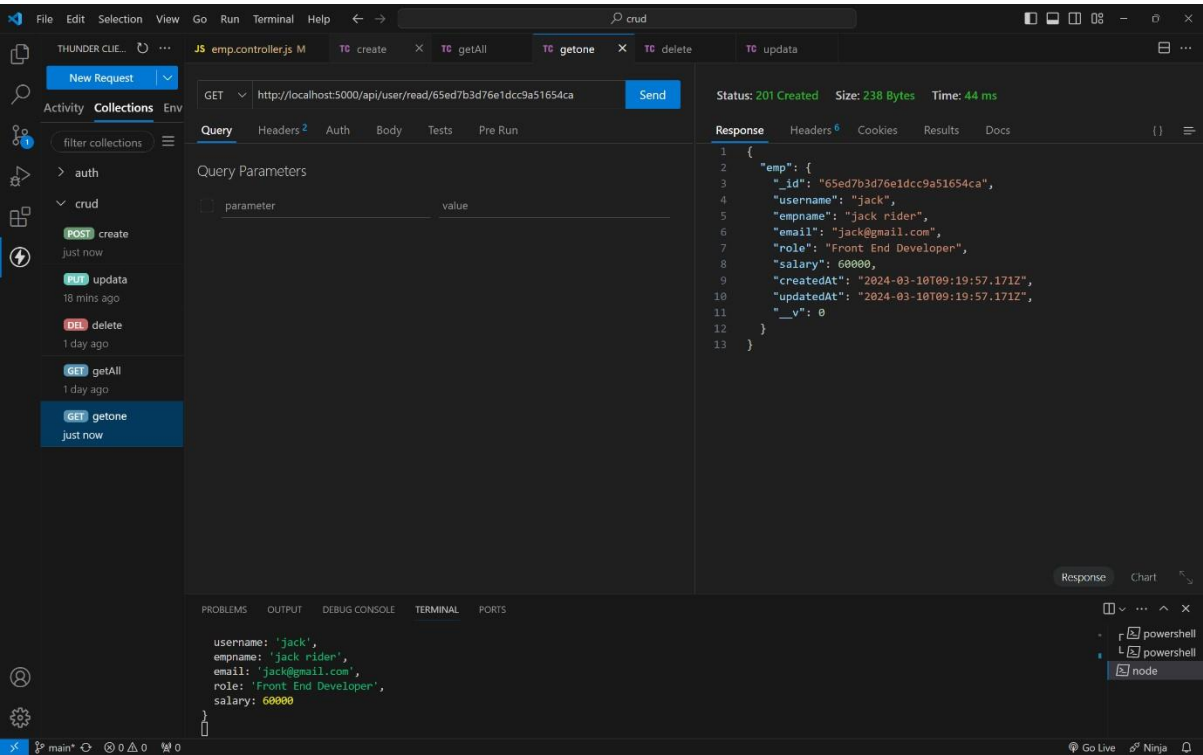 File Edit Selection View Go Run Terminal Help ← → crud
THUNDER CLIE... ···
JS emp.controller.js M TC create × TC getAll TC getone × TC delete TC updata ···
New Request
Activity Collections Env
filter collections
> auth
crud
POST create
just now
PUT updata
18 mins ago
DEL delete
1 day ago
GET getAll
1 day ago
GET getone
just now
GET http://localhost:5000/api/user/read/65ed7b3d76e1dcc9a51654ca Send
Query Headers 2 Auth Body Tests Pre Run
Query Parameters
parameter value
Status: 201 Created Size: 238 Bytes Time: 44 ms
Response Headers 6 Cookies Results Docs {}
1 {
2 "emp": {
3 "_id": "65ed7b3d76e1dcc9a51654ca",
4 "username": "jack",
5 "empname": "jack rider",
6 "email": "jack@gmail.com",
7 "role": "Front End Developer",
8 "salary": 60000,
9 "createdAt": "2024-03-10T09:19:57.171Z",
10 "updatedAt": "2024-03-10T09:19:57.171Z",
11 "__v": 0
12 }
13 }
Response Chart
PROBLEMS OUTPUT DEBUG CONSOLE TERMINAL PORTS
username: 'jack',
empname: 'jack rider',
email: 'jack@gmail.com',
role: 'Front End Developer',
salary: 60000
}
powershell
powershell
node
1
main* 0 0 0 Go Live Ninja